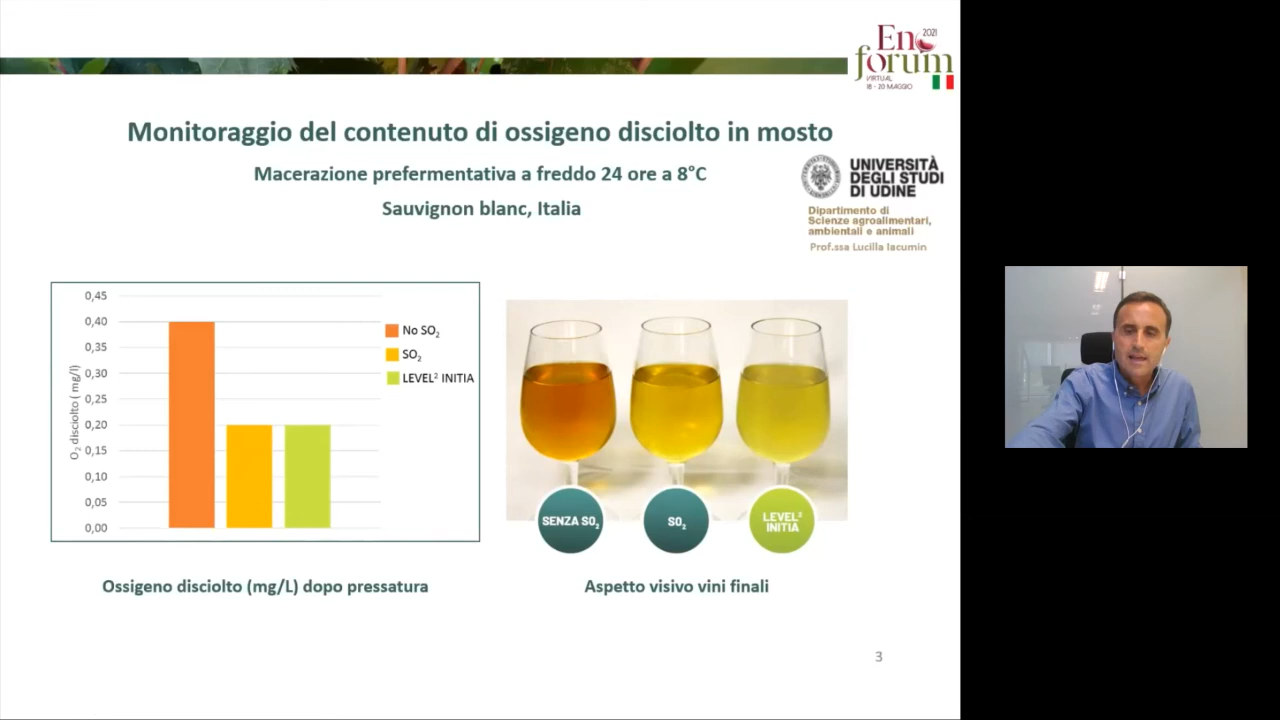 En
2021
forum
VIRTUAL
18 - 20 MAGGIO
Monitoraggio del contenuto di ossigeno disciolto in mosto
Macerazione prefermentativa a freddo 24 ore a 8°C
Sauvignon blanc, Italia
UNIVERSITÀ
DEGLI STUDI
DI UDINE
Dipartimento di
Scienze agroalimentari,
ambientali e animali
Prof.ssa Lucilla Iacumin
O₂ disciolto ( mg/l)
0,45
0,40
0,35
0,30
0,25
0,20
0,15
0,10
0,05
0,00
No SO₂
SO₂
LEVEL² INITIA
SENZA SO₂
SO₂
LEVEL²
INITIA
Ossigeno disciolto (mg/L) dopo pressatura
Aspetto visivo vini finali
3